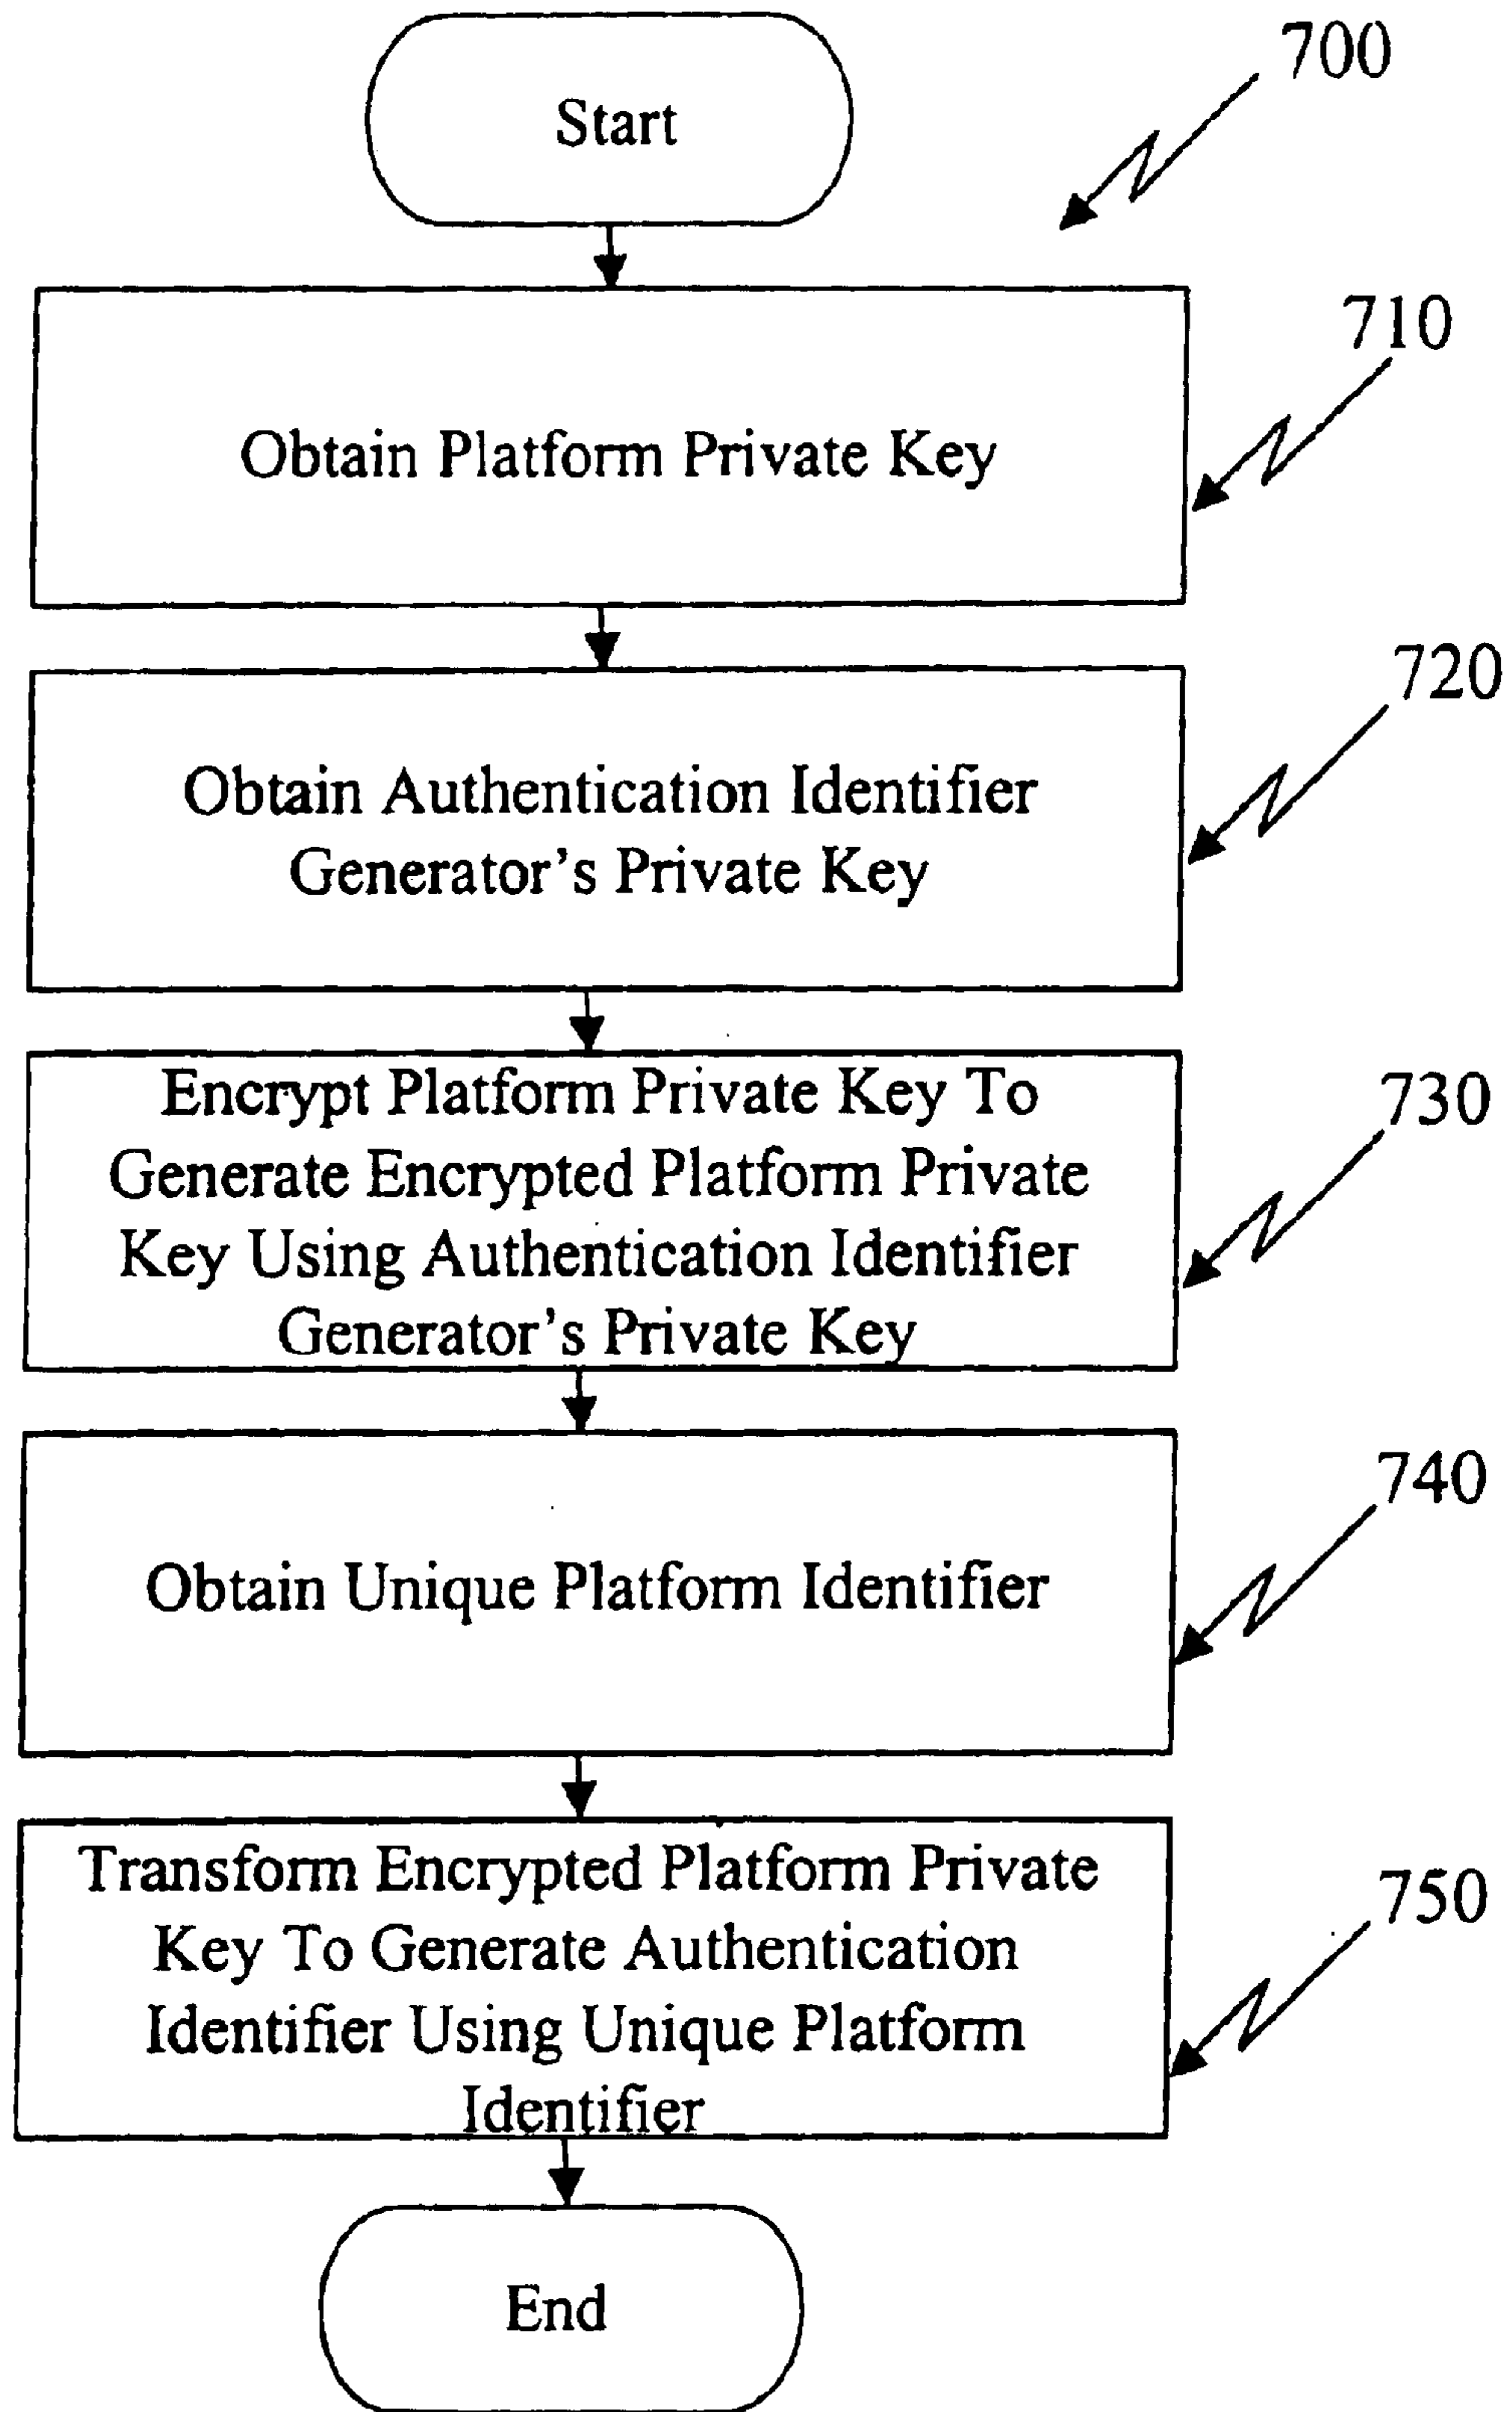 Start
700
Obtain Platform Private Key
710
Obtain Authentication Identifier
Generator's Private Key
720
Encrypt Platform Private Key To
Generate Encrypted Platform Private
Key Using Authentication Identifier
Generator's Private Key
730
Obtain Unique Platform Identifier
740
Transform Encrypted Platform Private
Key To Generate Authentication
Identifier Using Unique Platform
Identifier
750
End